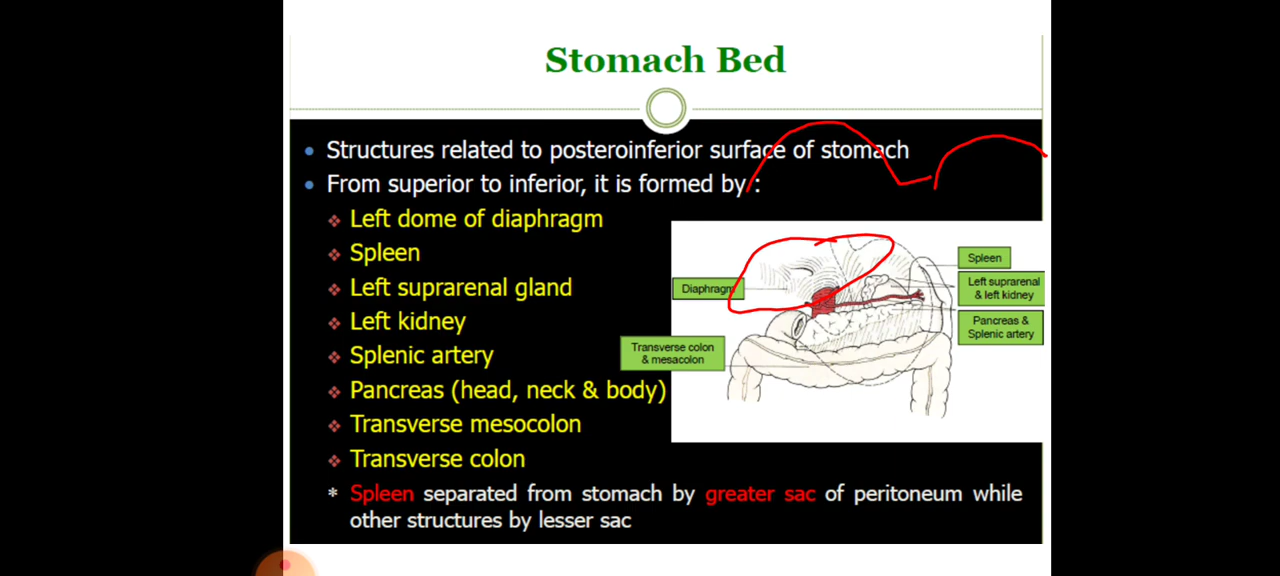 Stomach Bed
Structures related to posteroinferior surface of stomach
From superior to inferior, it is formed by :
Left dome of diaphragm
Spleen
Left suprarenal gland
Left kidney
Splenic artery
Pancreas (head, neck & body)
Transverse mesocolon
Transverse colon
* Spleen separated from stomach by greater sac of peritoneum while
other structures by lesser sac
Diaphragm
Transverse colon
& mesacolon
Spleen
Left suprarenal
& left kidney
Pancreas &
Splenic artery